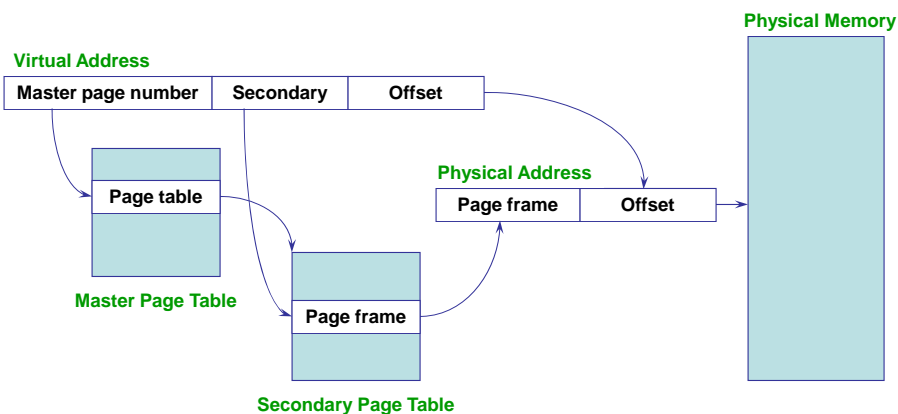 Physical Memory
Virtual Address
Master page number
Secondary
Offset
Page table
Master Page Table
Physical Address
Page frame
Offset
Page frame
Secondary Page Table